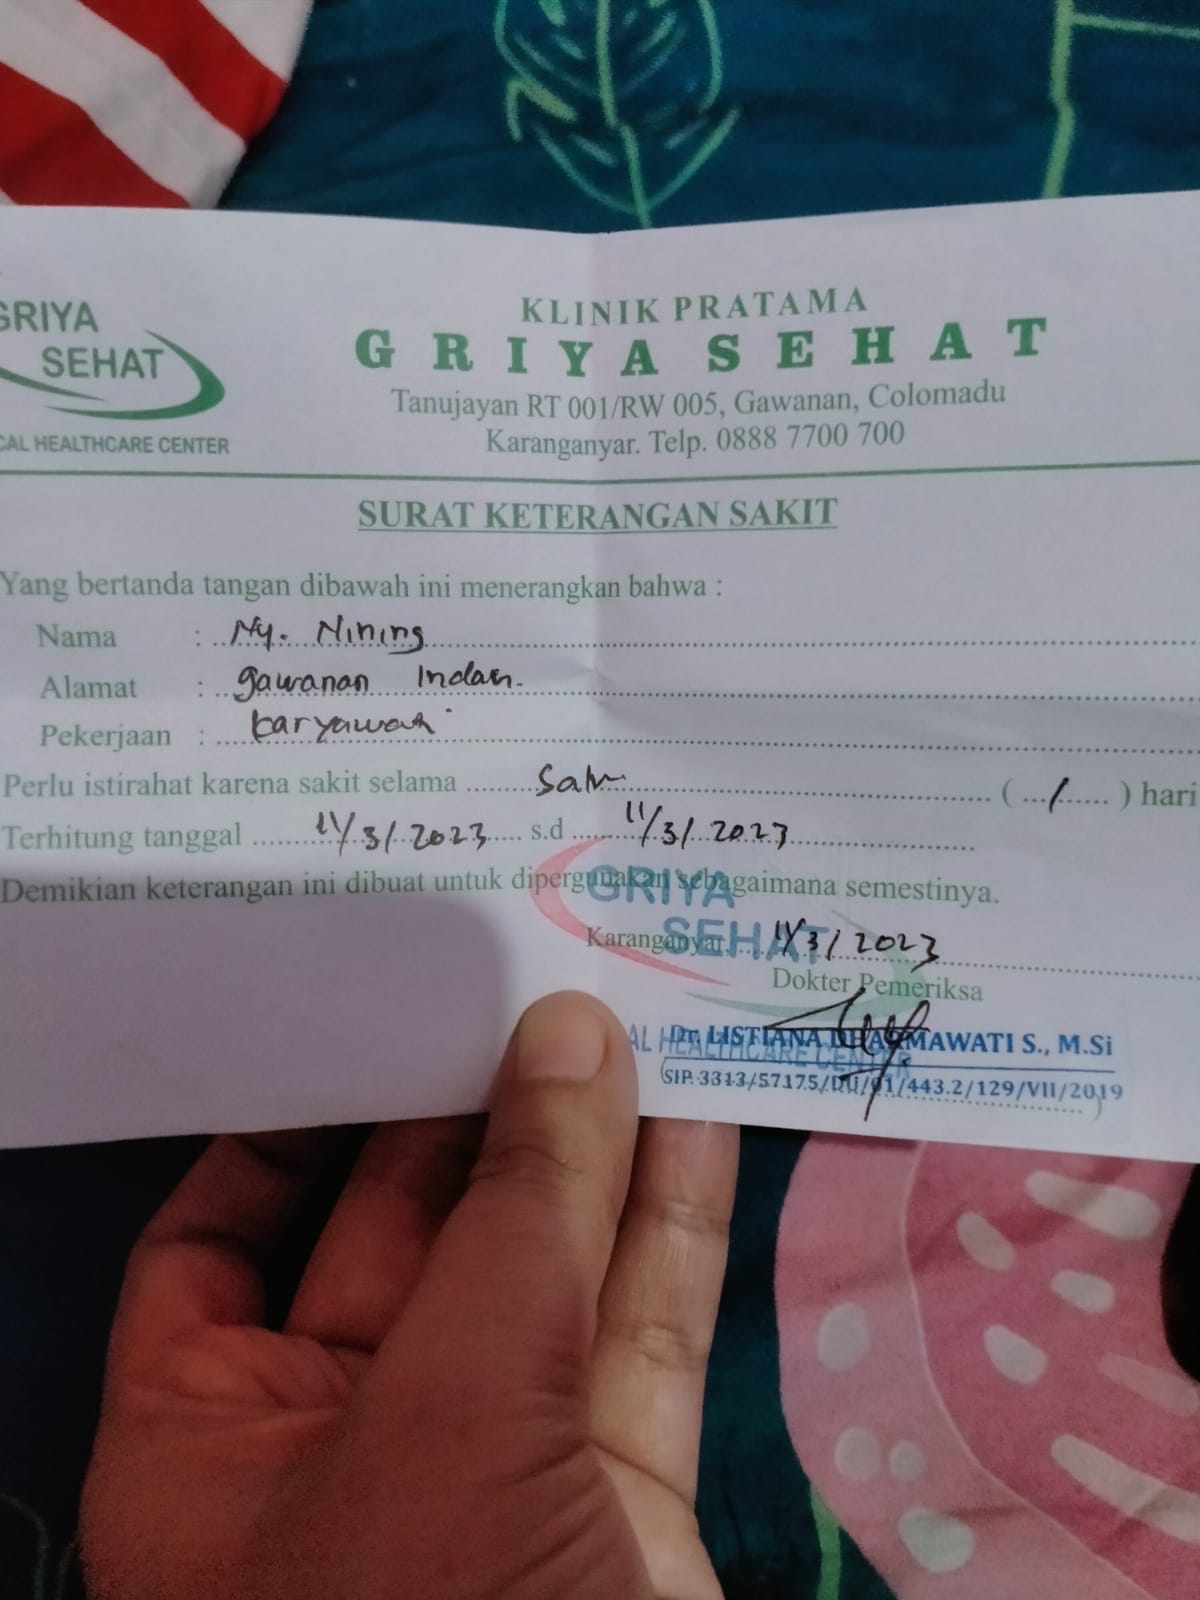 GRIYA
SEHAT
CAL HEALTHCARE CENTER
KLINIK PRATAMA
GRIYA SEHAT
Tanujayan RT 001/RW 005, Gawanan, Colomadu
Karanganyar. Telp. 0888 7700 700
SURAT KETERANGAN SAKIT
Yang bertanda tangan dibawah ini menerangkan bahwa :
Nama : Ny. Nining
Alamat : gawanan Indah.
Pekerjaan : karyawan
Perlu istirahat karena sakit selama Satu ( 1 ) hari
Terhitung tanggal 11/3/2023 s.d 11/3/2023
Demikian keterangan ini dibuat untuk dipergunakan sebagaimana semestinya.
GRIYA
SEHAT
Karanganyar, 11/3/2023
Dokter Pemeriksa
AL HEALTHCARE CENTER
Dr. LISTIANA DHARMAWATI S., M.Si
(SIP. 3313/57175/DU/01/443.2/129/VII/2019 )